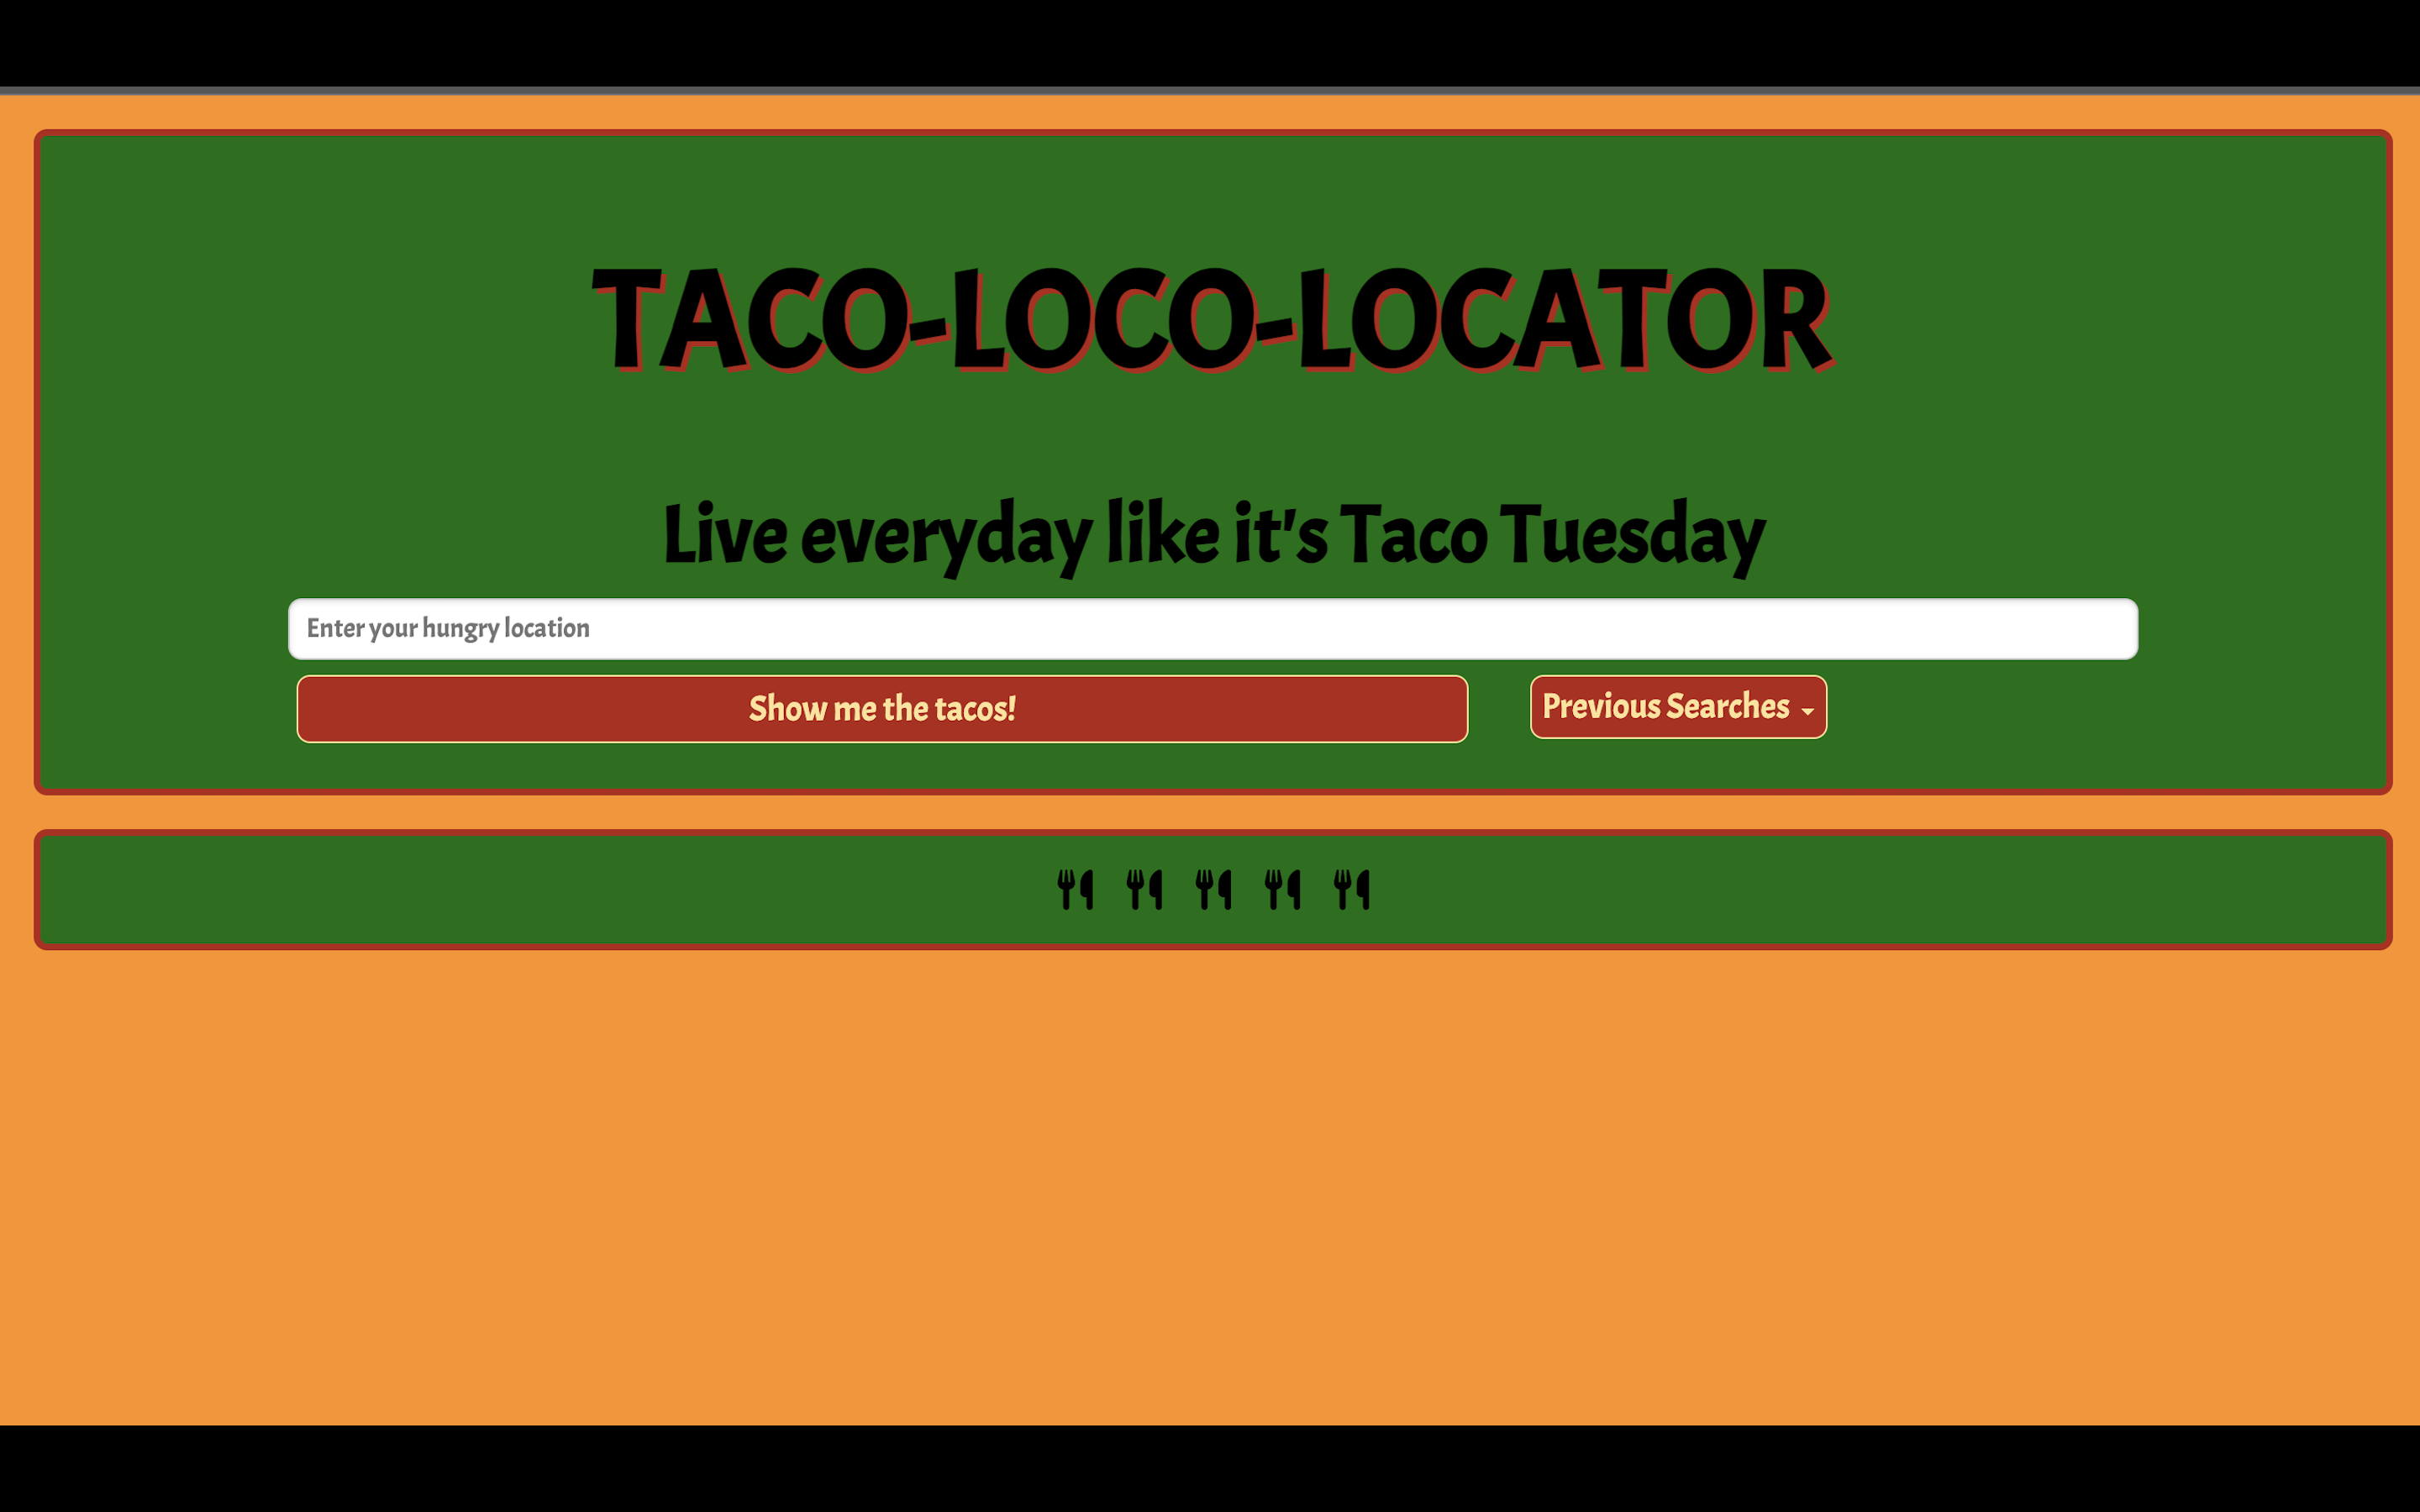 TACO-LOCO-LOCATOR
Live everyday like it's Taco Tuesday
Enter your hungry location
Show me the tacos!
Previous Searches